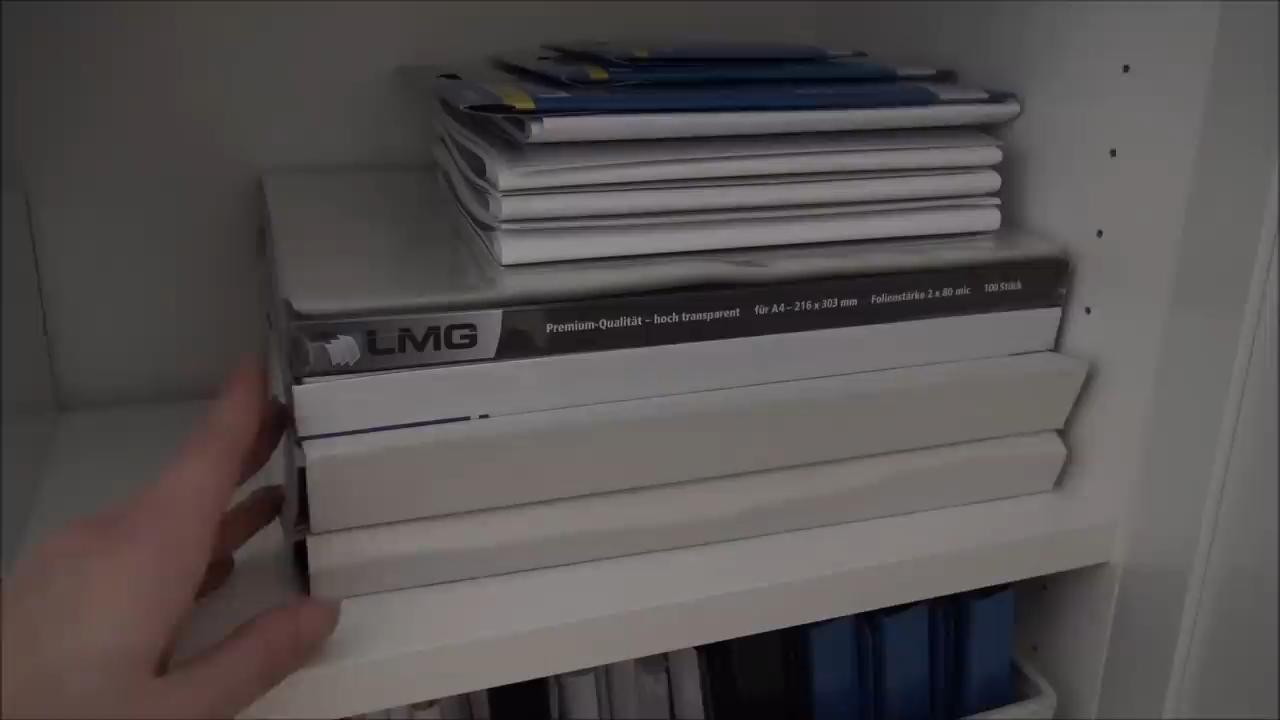 LMG Premium-Qualität – hoch transparent für A4 – 216 x 303 mm Folienstärke 2 x 80 mic 100 Stück